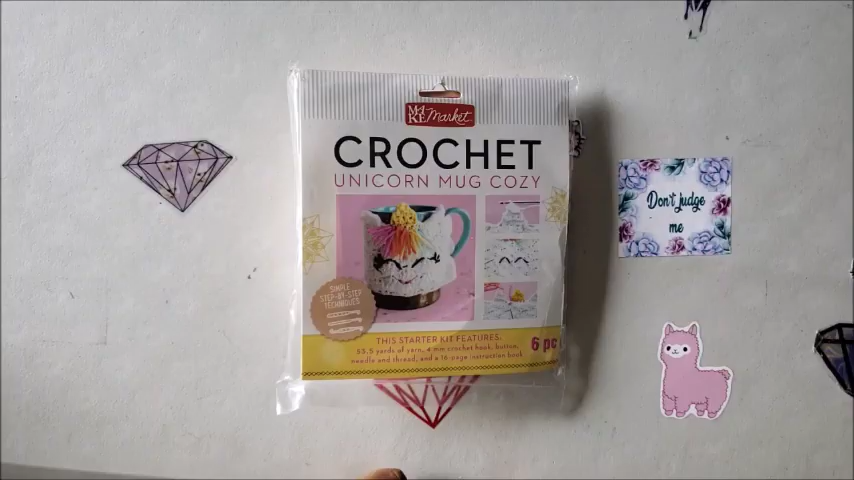 MAKE Market
CROCHET
UNICORN MUG COZY
SIMPLE
STEP-BY-STEP
TECHNIQUES
THIS STARTER KIT FEATURES:
55.5 yards of yarn, 4 mm crochet hook, button,
needle and thread, and a 16-page instruction book
6 pc
Don't judge
me